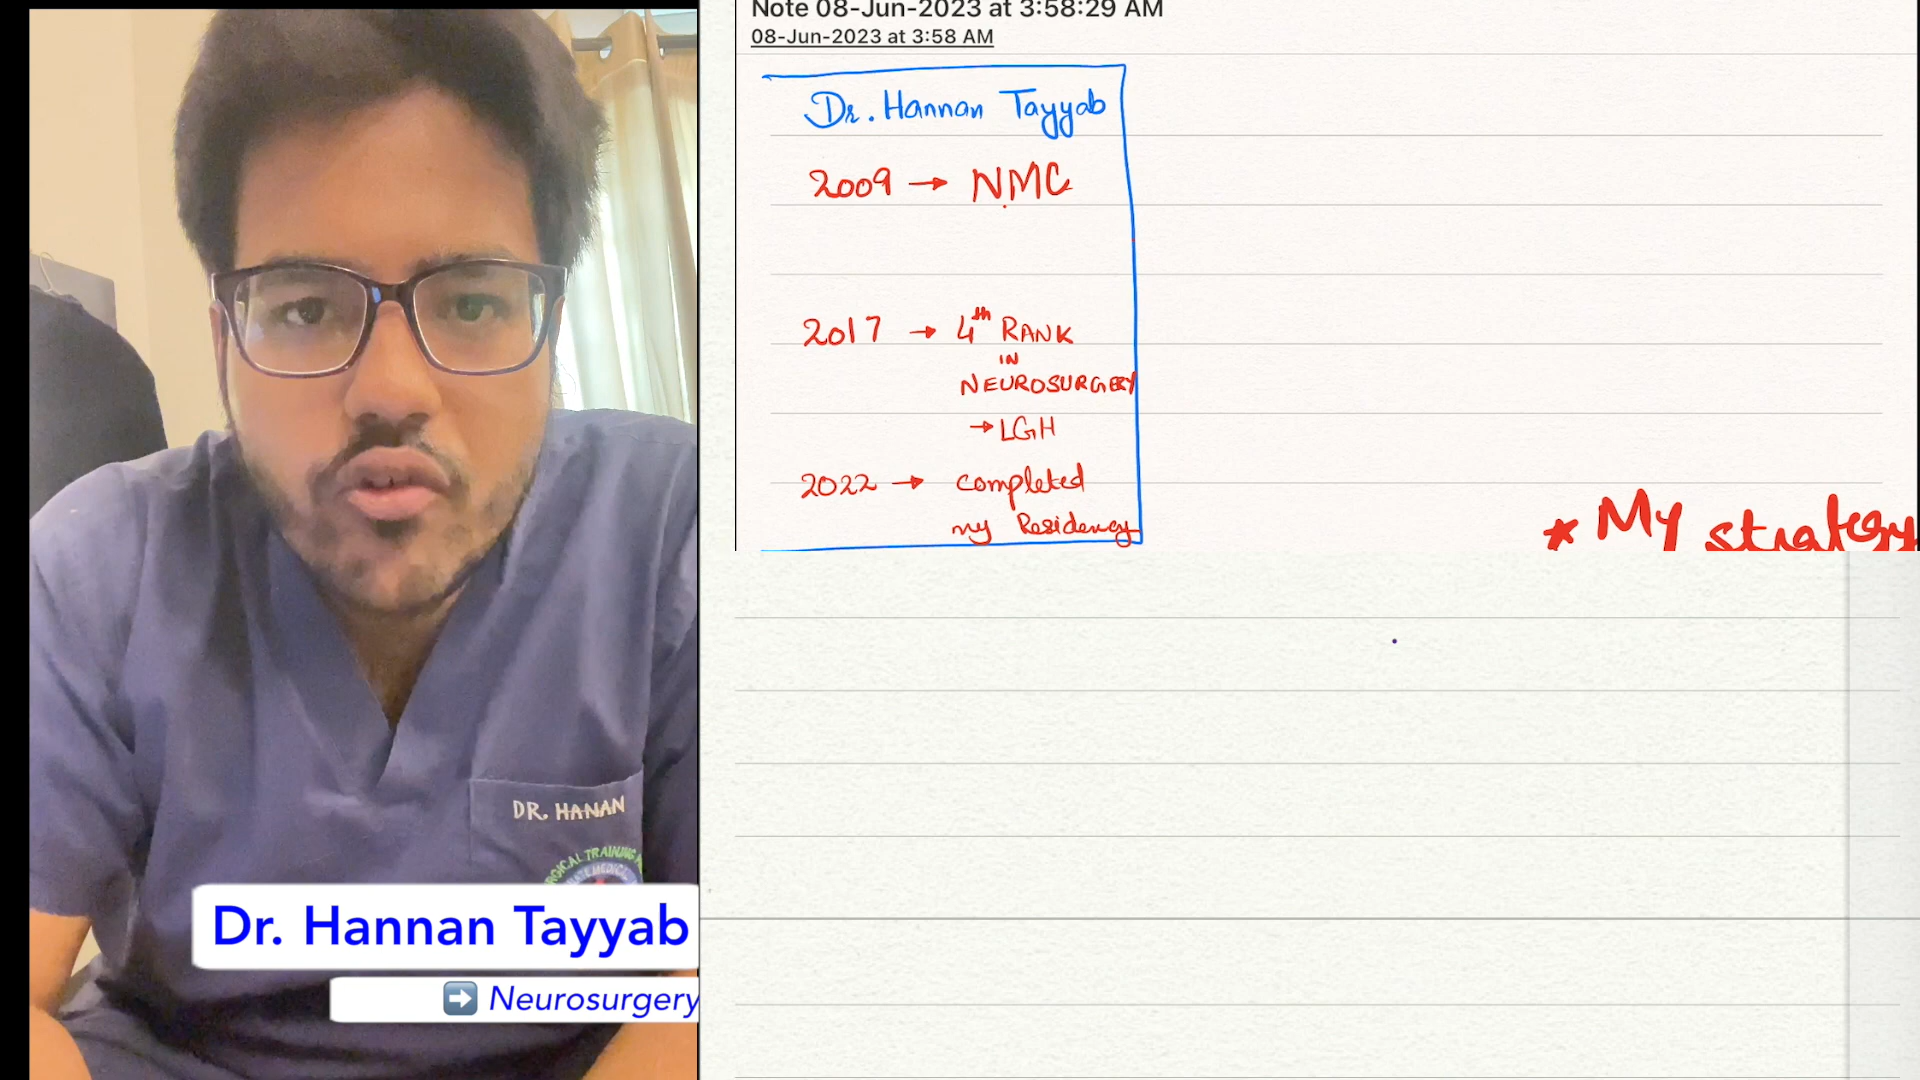 Note 08-Jun-2023 at 3:58:29 AM
08-Jun-2023 at 3:58 AM
Dr. Hannan Tayyab
2009 → NMC
2017 → 4th RANK
IN
NEUROSURGERY
→ LGH
2022 → completed
my Residency
* My strategy
DR. HANAN
RGICAL TRAINING
Dr. Hannan Tayyab
➡ Neurosurgery